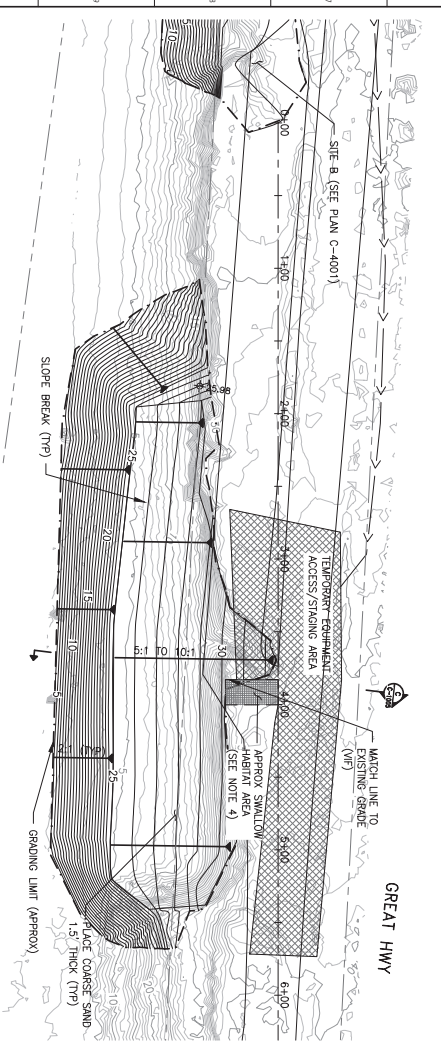 GREAT HWY
0+00
1+00
2+00
3+00
4+00
5+00
6+00
SITE B (SEE PLAN C-4001)
TEMPORARY EQUIPMENT
ACCESS/STAGING AREA
MATCH LINE TO
EXISTING GRADE
(VIF)
APPROX SWALLOW
HABITAT AREA
(SEE NOTE 4)
SLOPE BREAK (TYP)
5:1 TO 10:1
2:1 (TYP)
PLACE COARSE SAND
1.5' THICK (TYP)
GRADING LIMIT (APPROX)
C
10
30
30
25
20
15
10
5
25
5
10
20